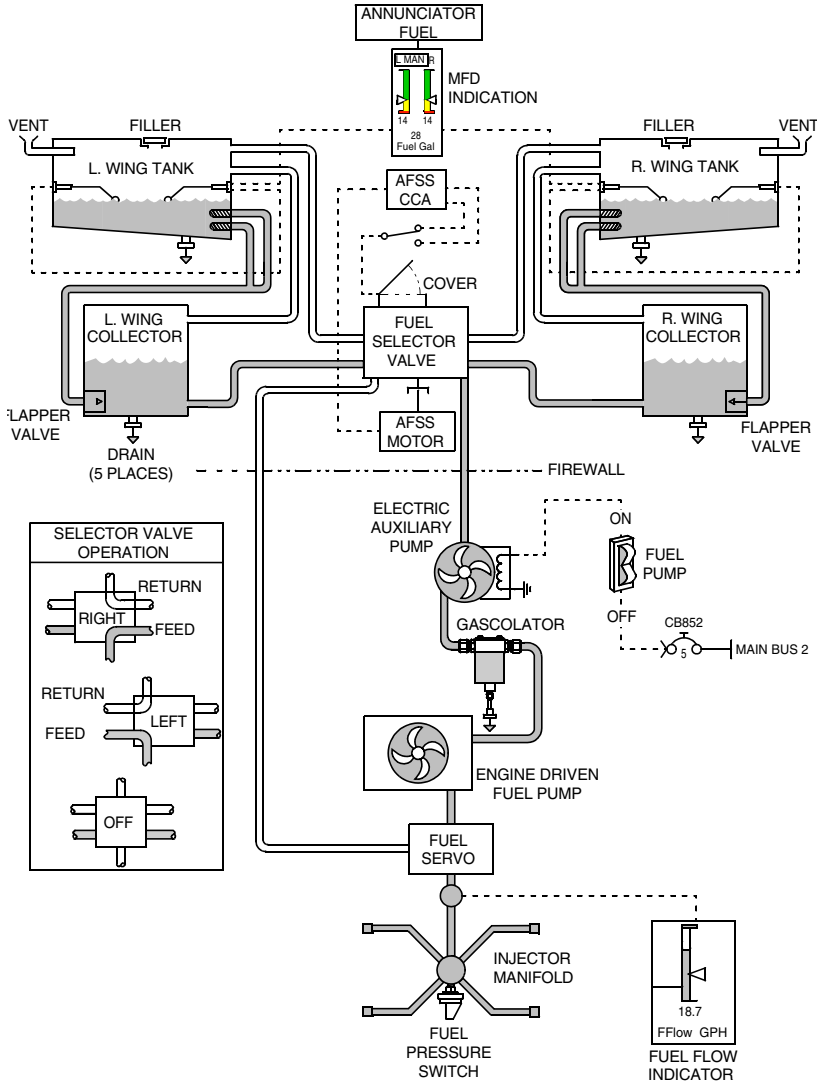 ANNUNCIATOR
FUEL
L MAN R
14 14
28
Fuel Gal
MFD
INDICATION
VENT
FILLER
L. WING TANK
FILLER
VENT
R. WING TANK
AFSS
CCA
COVER
L. WING
COLLECTOR
FUEL
SELECTOR
VALVE
R. WING
COLLECTOR
FLAPPER
VALVE
DRAIN
(5 PLACES)
AFSS
MOTOR
FLAPPER
VALVE
FIREWALL
SELECTOR VALVE
OPERATION
RETURN
RIGHT
FEED
RETURN
LEFT
FEED
OFF
ELECTRIC
AUXILIARY
PUMP
ON
FUEL
PUMP
OFF
CB852
5
MAIN BUS 2
GASCOLATOR
ENGINE DRIVEN
FUEL PUMP
FUEL
SERVO
INJECTOR
MANIFOLD
FUEL
PRESSURE
SWITCH
18.7
FFlow GPH
FUEL FLOW
INDICATOR